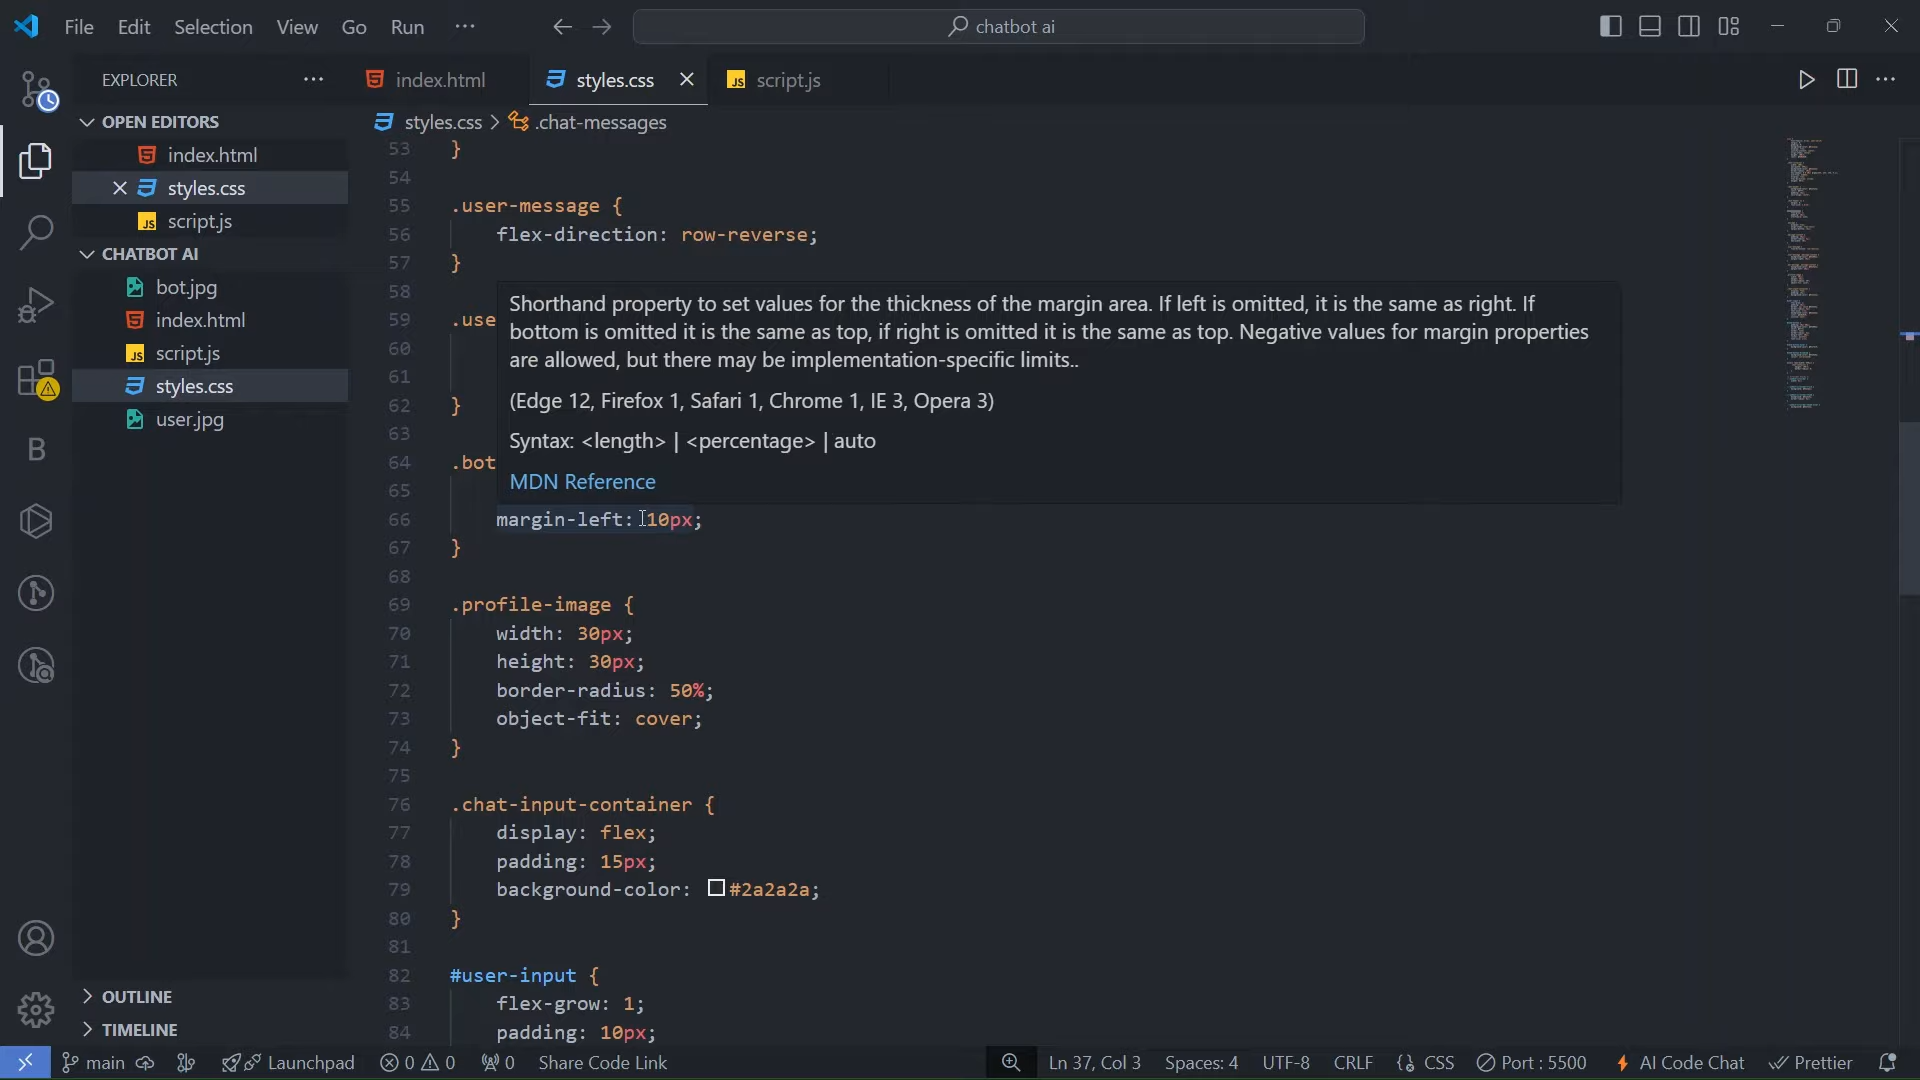 File Edit Selection View Go Run ···
chatbot ai
EXPLORER ···
OPEN EDITORS
index.html
styles.css
script.js
CHATBOT AI
bot.jpg
index.html
script.js
styles.css
user.jpg
OUTLINE
TIMELINE
index.html styles.css script.js
styles.css > .chat-messages
53 }
54
55 .user-message {
56 flex-direction: row-reverse;
57 }
58
59 .use
60
61
62 }
63
64 .bot
65
Shorthand property to set values for the thickness of the margin area. If left is omitted, it is the same as right. If
bottom is omitted it is the same as top, if right is omitted it is the same as top. Negative values for margin properties
are allowed, but there may be implementation-specific limits..
(Edge 12, Firefox 1, Safari 1, Chrome 1, IE 3, Opera 3)
Syntax: <length> | <percentage> | auto
MDN Reference
66 margin-left: 10px;
67 }
68
69 .profile-image {
70 width: 30px;
71 height: 30px;
72 border-radius: 50%;
73 object-fit: cover;
74 }
75
76 .chat-input-container {
77 display: flex;
78 padding: 15px;
79 background-color: #2a2a2a;
80 }
81
82 #user-input {
83 flex-grow: 1;
84 padding: 10px;
main Launchpad 0 0 0 Share Code Link Ln 37, Col 3 Spaces: 4 UTF-8 CRLF {} CSS Port : 5500 AI Code Chat Prettier